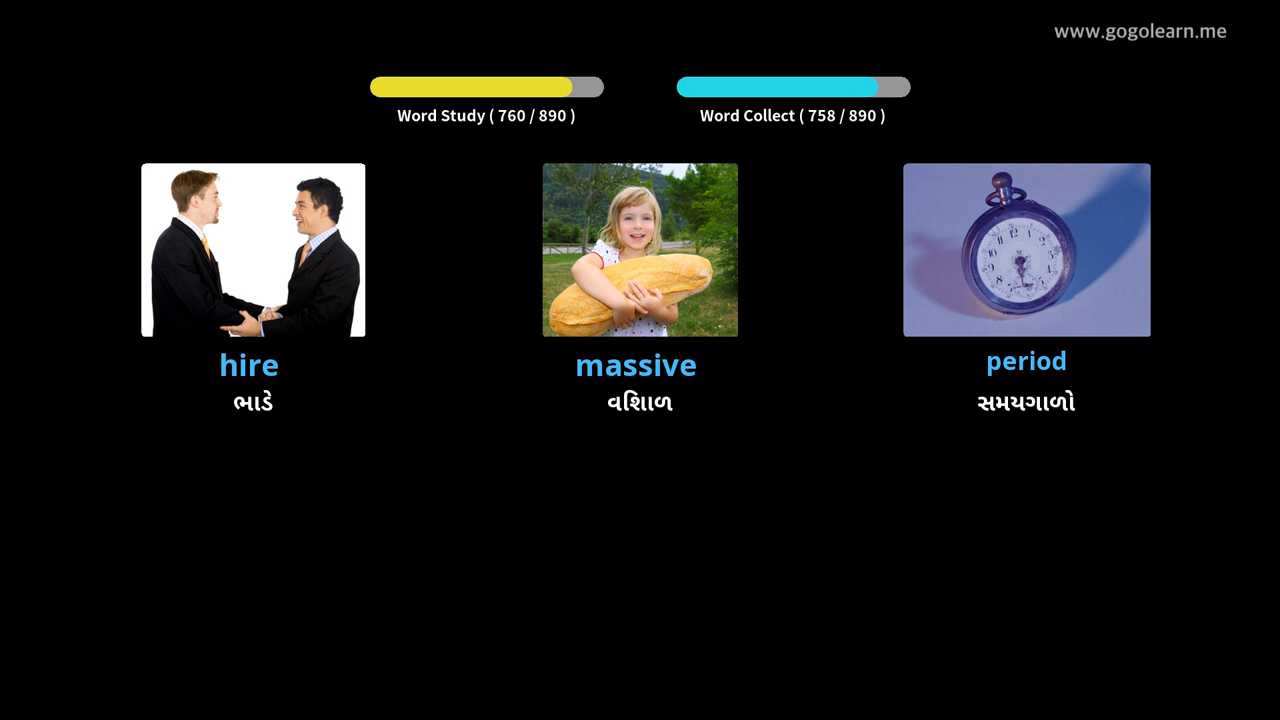 www.gogolearn.me
Word Study ( 760 / 890 )
Word Collect ( 758 / 890 )
hire
massive
period
ભાડે
વિશાળ
સમયગાળો